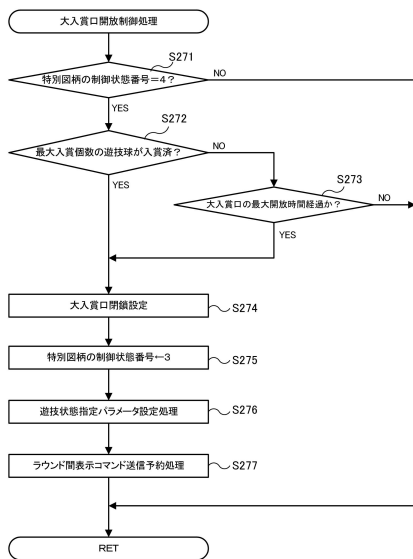 大入賞口開放制御処理
S271
特別図柄の制御状態番号=4?
NO
YES
S272
最大入賞個数の遊技球が入賞済?
NO
YES
S273
大入賞口の最大開放時間経過か?
NO
YES
大入賞口閉鎖設定
S274
特別図柄の制御状態番号←3
S275
遊技状態指定パラメータ設定処理
S276
ラウンド間表示コマンド送信予約処理
S277
RET